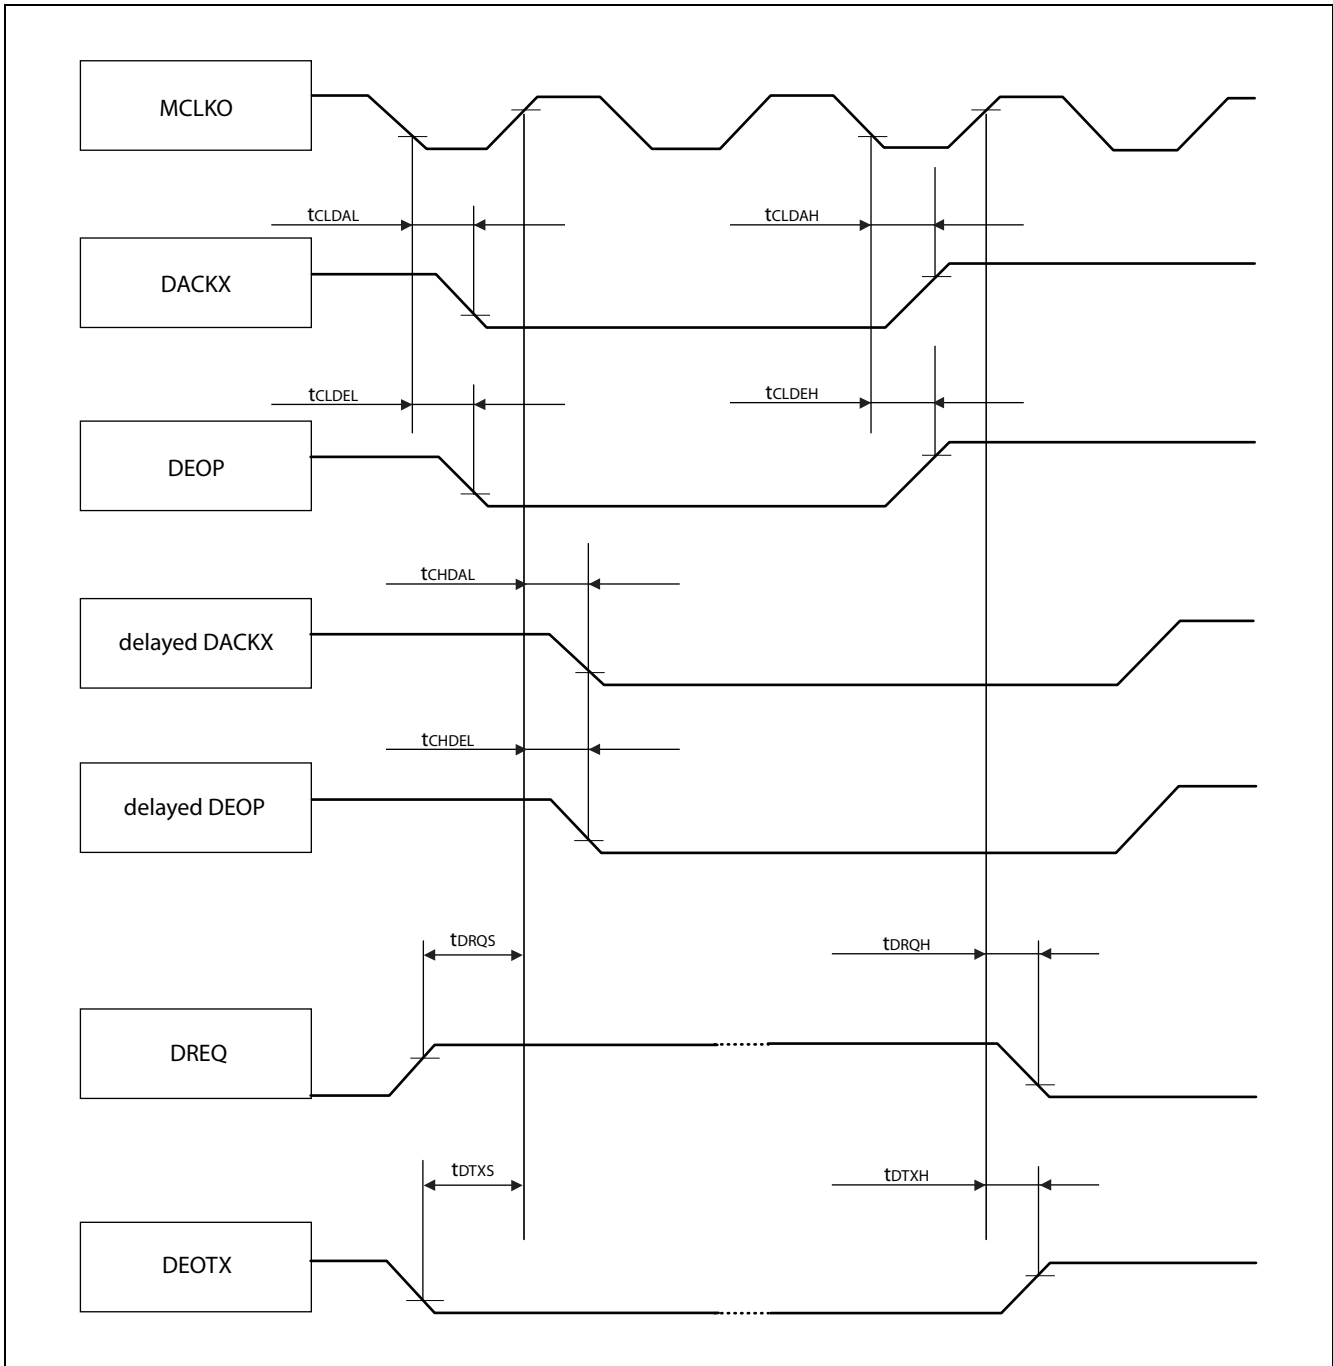 MCLKO
tCLDAL
tCLDAH
DACKX
tCLDEL
tCLDEH
DEOP
tCHDAL
delayed DACKX
tCHDEL
delayed DEOP
tDRQS
tDRQH
DREQ
tDTXS
tDTXH
DEOTX